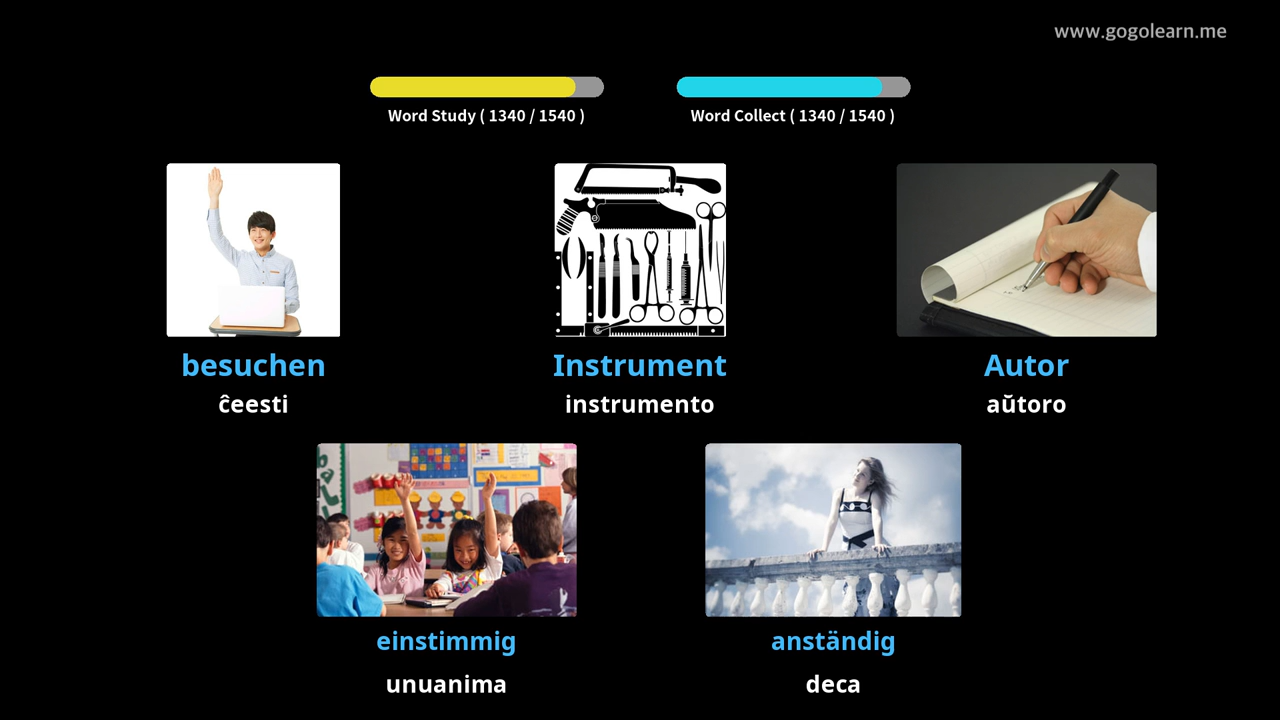 www.gogolearn.me
Word Study ( 1340 / 1540 )
Word Collect ( 1340 / 1540 )
besuchen
ĉeesti
Instrument
instrumento
Autor
aŭtoro
einstimmig
unuanima
anständig
deca